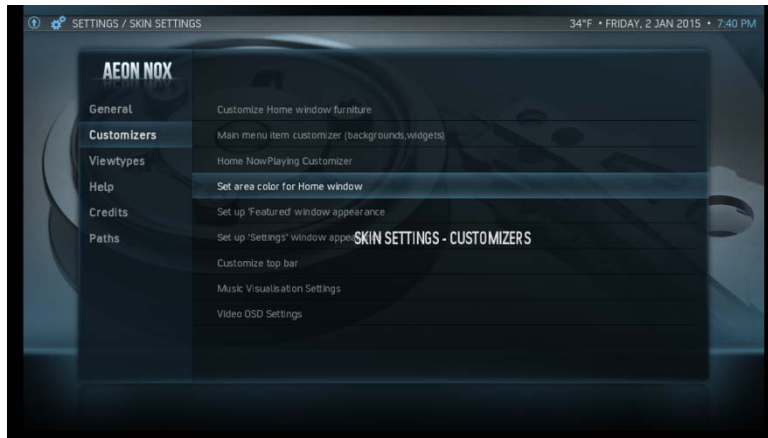 SETTINGS / SKIN SETTINGS
34°F • FRIDAY, 2 JAN 2015 • 7:40 PM
AEON NOX
General
Customizers
Viewtypes
Help
Credits
Paths
Customize Home window furniture
Main menu item customizer (backgrounds,widgets)
Home NowPlaying Customizer
Set area color for Home window
Set up 'Featured' window appearance
Set up 'Settings' window
SKIN SETTINGS - CUSTOMIZERS
Customize top bar
Music Visualisation Settings
Video OSD Settings